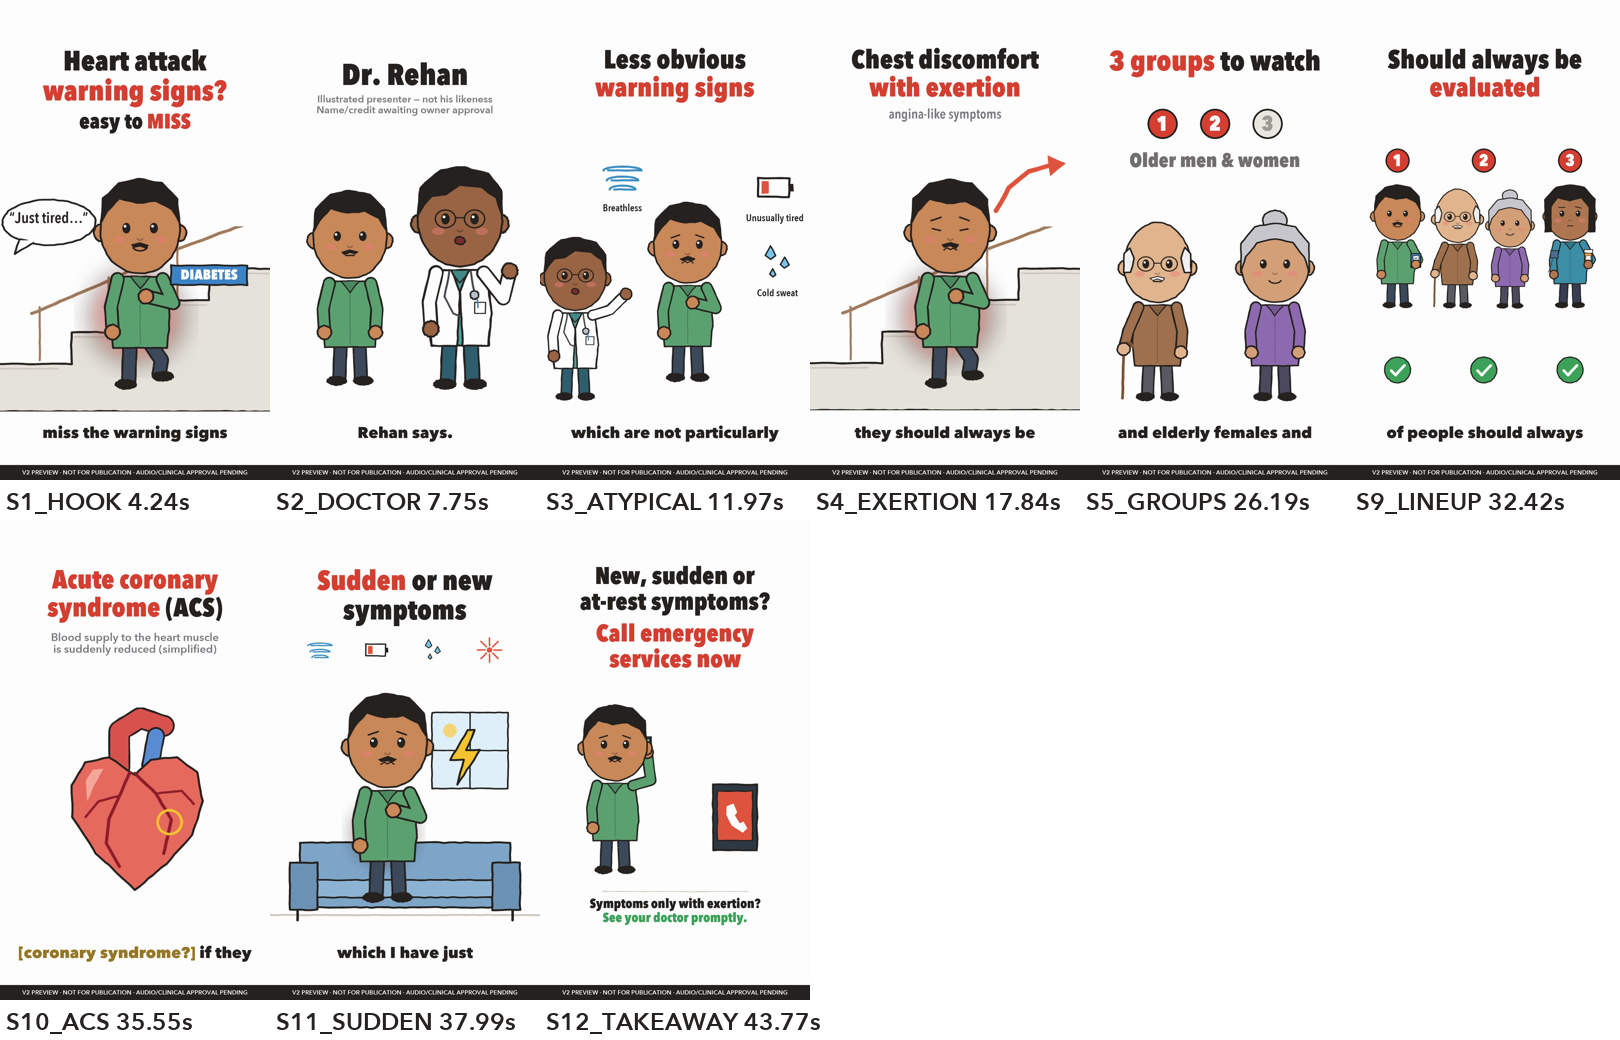 Heart attack
warning signs?
easy to MISS
"Just tired..."
DIABETES
miss the warning signs
V2 PREVIEW - NOT FOR PUBLICATION - AUDIO/CLINICAL APPROVAL PENDING
S1_HOOK 4.24s
Dr. Rehan
Illustrated presenter – not his likeness
Name/credit awaiting owner approval
Rehan says.
V2 PREVIEW - NOT FOR PUBLICATION - AUDIO/CLINICAL APPROVAL PENDING
S2_DOCTOR 7.75s
Less obvious
warning signs
Breathless
Unusually tired
Cold sweat
which are not particularly
V2 PREVIEW - NOT FOR PUBLICATION - AUDIO/CLINICAL APPROVAL PENDING
S3_ATYPICAL 11.97s
Chest discomfort
with exertion
angina-like symptoms
they should always be
V2 PREVIEW - NOT FOR PUBLICATION - AUDIO/CLINICAL APPROVAL PENDING
S4_EXERTION 17.84s
3 groups to watch
1 2 3
Older men & women
and elderly females and
V2 PREVIEW - NOT FOR PUBLICATION - AUDIO/CLINICAL APPROVAL PENDING
S5_GROUPS 26.19s
Should always be
evaluated
1 2 3
of people should always
V2 PREVIEW - NOT FOR PUBLICATION - AUDIO/CLINICAL APPROVAL PENDING
S9_LINEUP 32.42s
Acute coronary
syndrome (ACS)
Blood supply to the heart muscle
is suddenly reduced (simplified)
[coronary syndrome?] if they
V2 PREVIEW - NOT FOR PUBLICATION - AUDIO/CLINICAL APPROVAL PENDING
S10_ACS 35.55s
Sudden or new
symptoms
which I have just
V2 PREVIEW - NOT FOR PUBLICATION - AUDIO/CLINICAL APPROVAL PENDING
S11_SUDDEN 37.99s
New, sudden or
at-rest symptoms?
Call emergency
services now
Symptoms only with exertion?
See your doctor promptly.
V2 PREVIEW - NOT FOR PUBLICATION - AUDIO/CLINICAL APPROVAL PENDING
S12_TAKEAWAY 43.77s